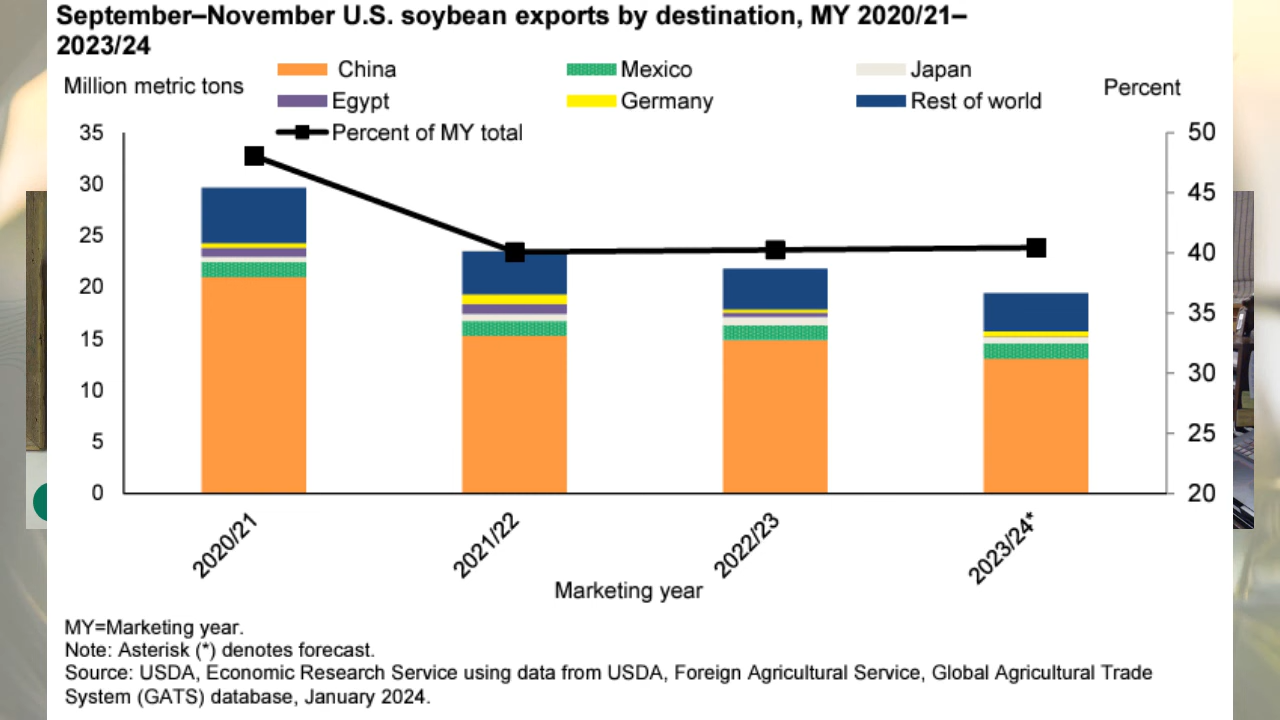 September–November U.S. soybean exports by destination, MY 2020/21–
2023/24
Million metric tons
China
Mexico
Japan
Percent
Egypt
Germany
Rest of world
Percent of MY total
35
30
25
20
15
10
5
0
50
45
40
35
30
25
20
2020/21
2021/22
2022/23
2023/24*
Marketing year
MY=Marketing year.
Note: Asterisk (*) denotes forecast.
Source: USDA, Economic Research Service using data from USDA, Foreign Agricultural Service, Global Agricultural Trade
System (GATS) database, January 2024.